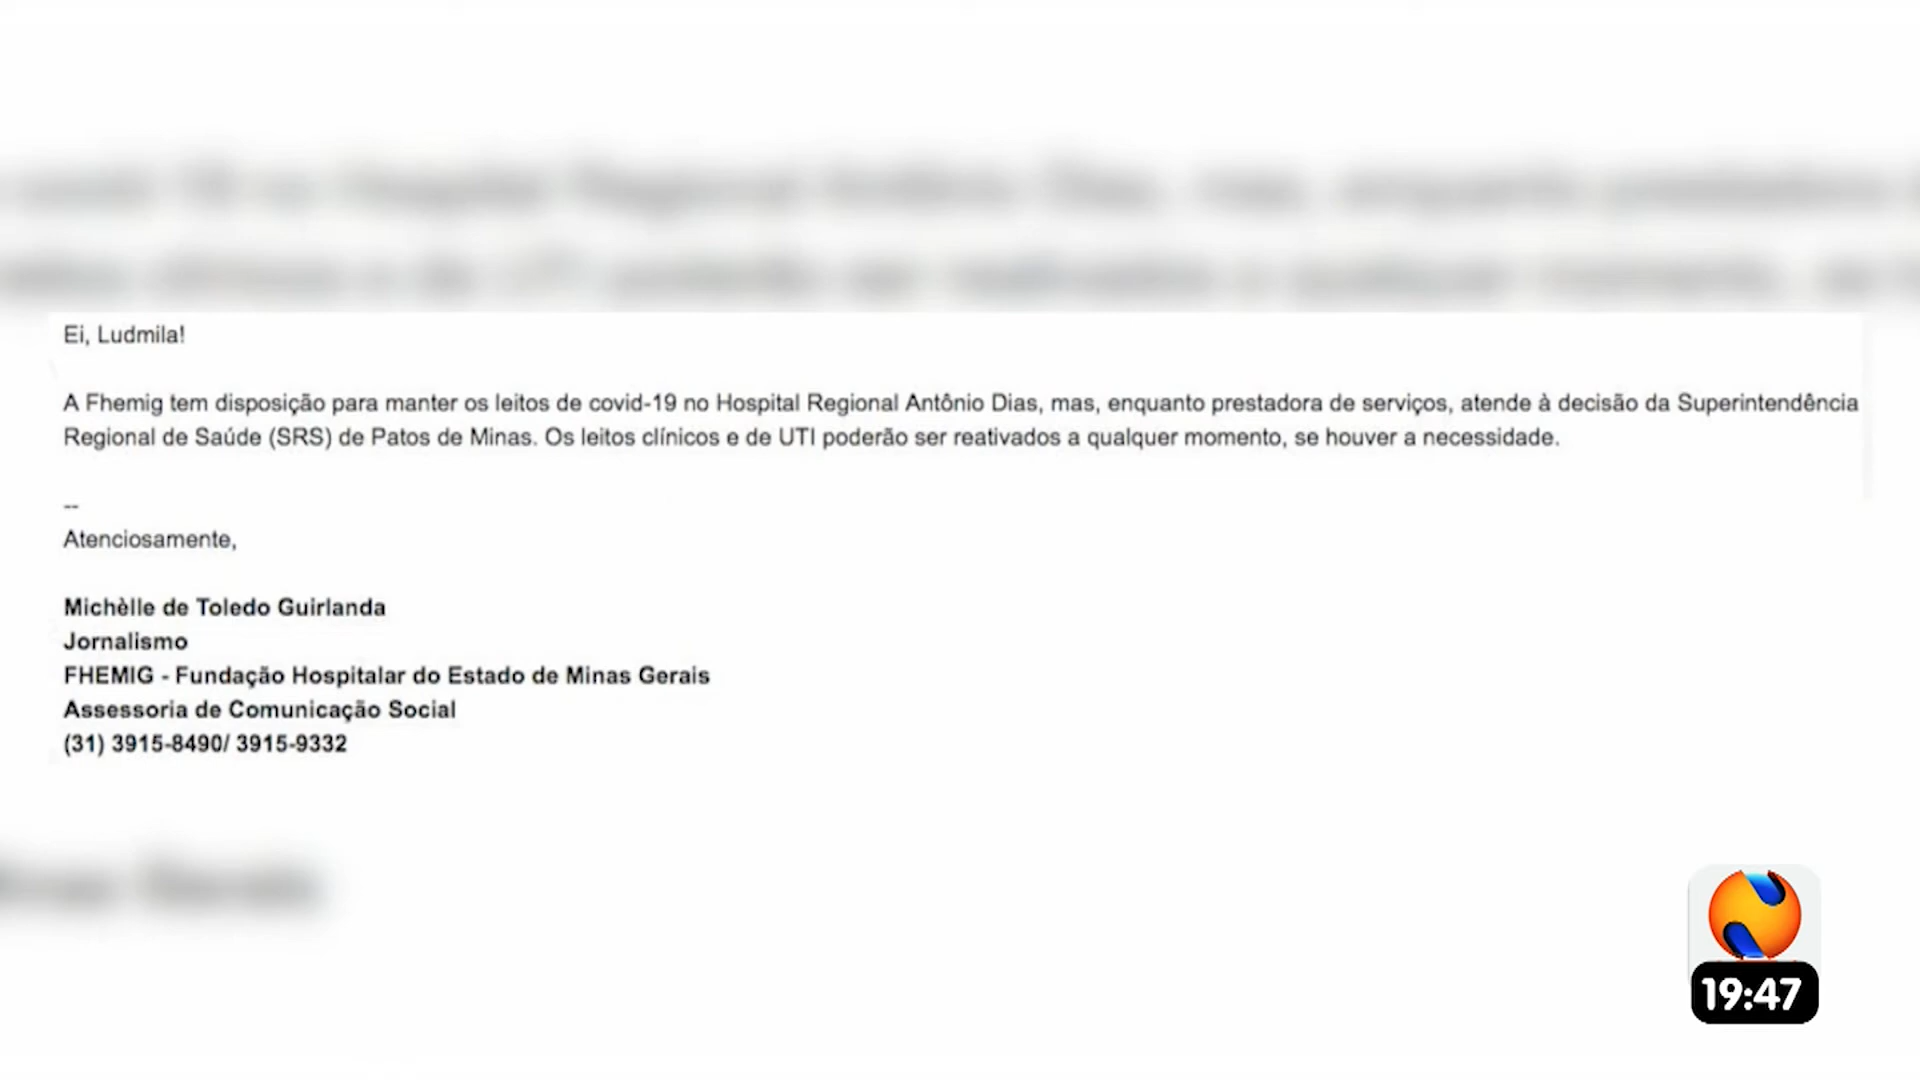 Ei, Ludmila!
A Fhemig tem disposição para manter os leitos de covid-19 no Hospital Regional Antônio Dias, mas, enquanto prestadora de serviços, atende à decisão da Superintendência
Regional de Saúde (SRS) de Patos de Minas. Os leitos clínicos e de UTI poderão ser reativados a qualquer momento, se houver a necessidade.
--
Atenciosamente,
Michèlle de Toledo Guirlanda
Jornalismo
FHEMIG - Fundação Hospitalar do Estado de Minas Gerais
Assessoria de Comunicação Social
(31) 3915-8490/ 3915-9332
19:47